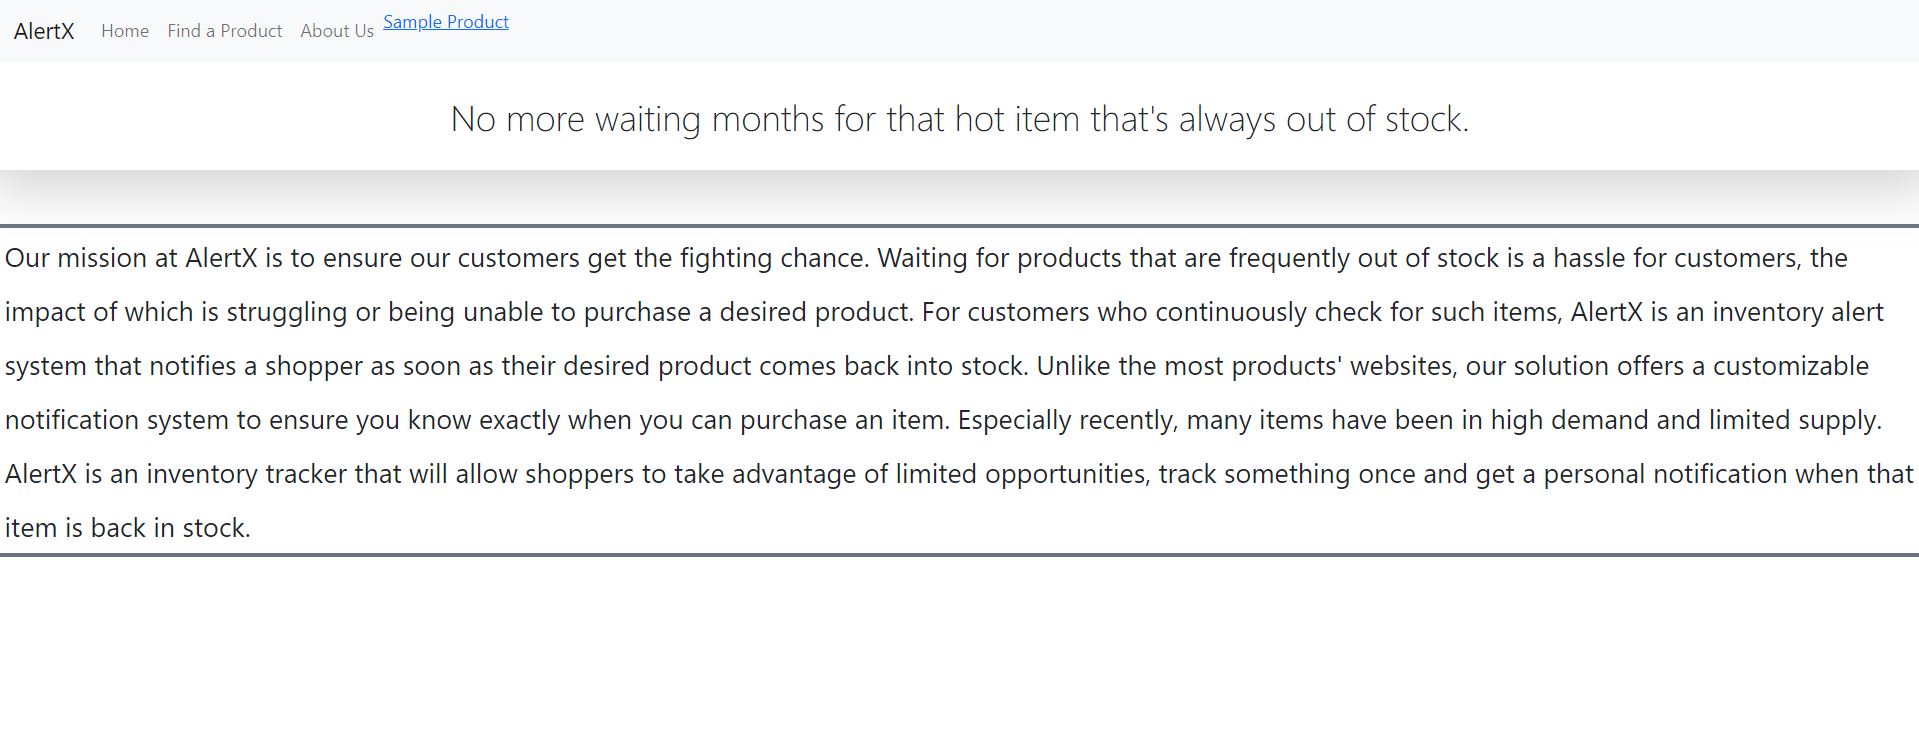 AlertX Home Find a Product About Us Sample Product
No more waiting months for that hot item that's always out of stock.
Our mission at AlertX is to ensure our customers get the fighting chance. Waiting for products that are frequently out of stock is a hassle for customers, the
impact of which is struggling or being unable to purchase a desired product. For customers who continuously check for such items, AlertX is an inventory alert
system that notifies a shopper as soon as their desired product comes back into stock. Unlike the most products' websites, our solution offers a customizable
notification system to ensure you know exactly when you can purchase an item. Especially recently, many items have been in high demand and limited supply.
AlertX is an inventory tracker that will allow shoppers to take advantage of limited opportunities, track something once and get a personal notification when that
item is back in stock.